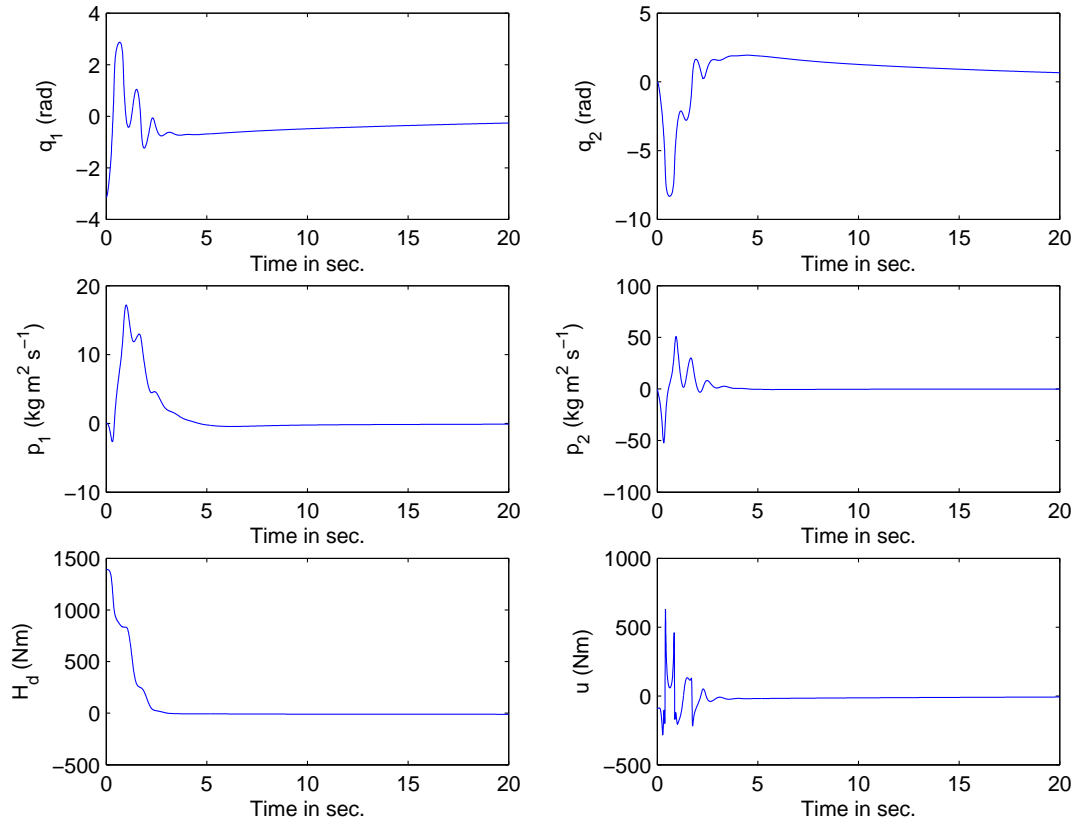 4
2
0
−2
−4
q1 (rad)
0 5 10 15 20
Time in sec.
5
0
−5
−10
q2 (rad)
0 5 10 15 20
Time in sec.
20
10
0
−10
p1 (kg m2 s−1)
0 5 10 15 20
Time in sec.
100
50
0
−50
−100
p2 (kg m2 s−1)
0 5 10 15 20
Time in sec.
1500
1000
500
0
−500
Hd (Nm)
0 5 10 15 20
Time in sec.
1000
500
0
−500
u (Nm)
0 5 10 15 20
Time in sec.